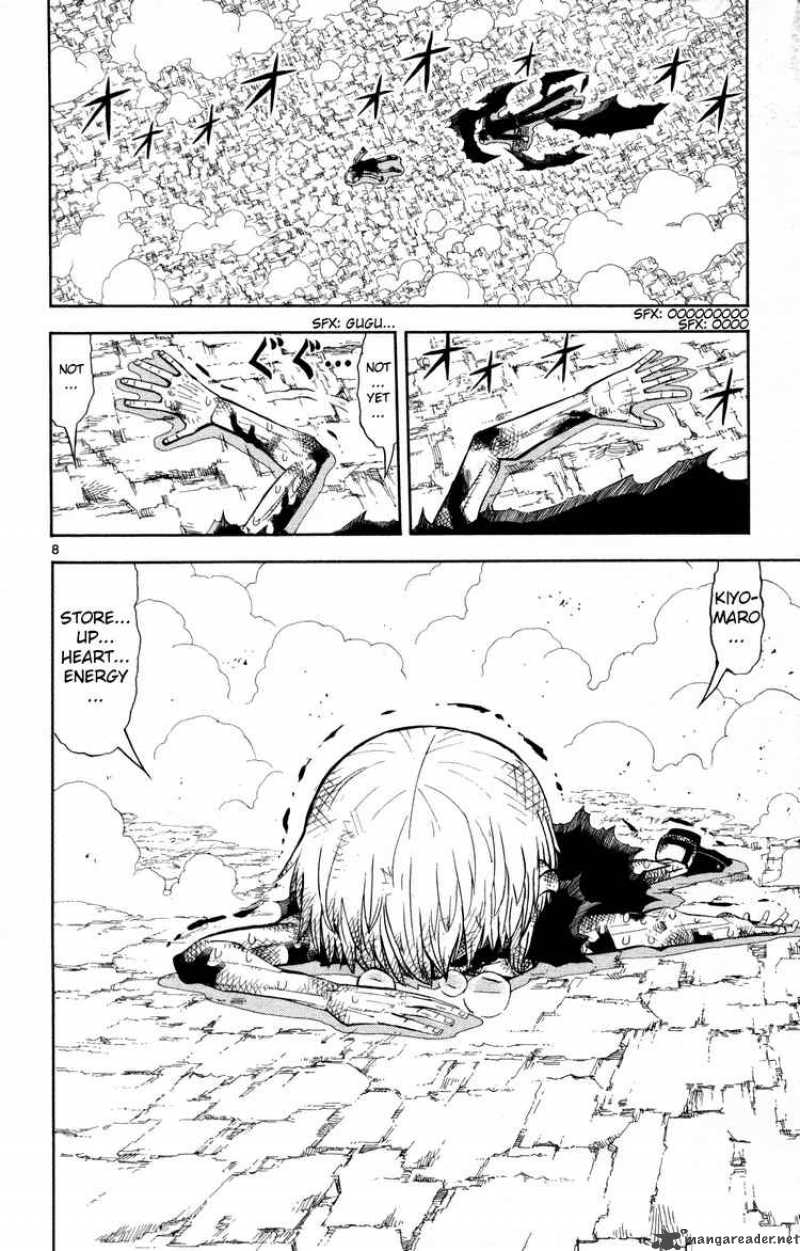 SFX: OOOOOOOOO
SFX: OOOO
SFX: GUGU...
NOT
YET
ぐぐ...
NOT
...
8
KIYO-
MARO
...
STORE...
UP...
HEART...
ENERGY
...
mangareader.net